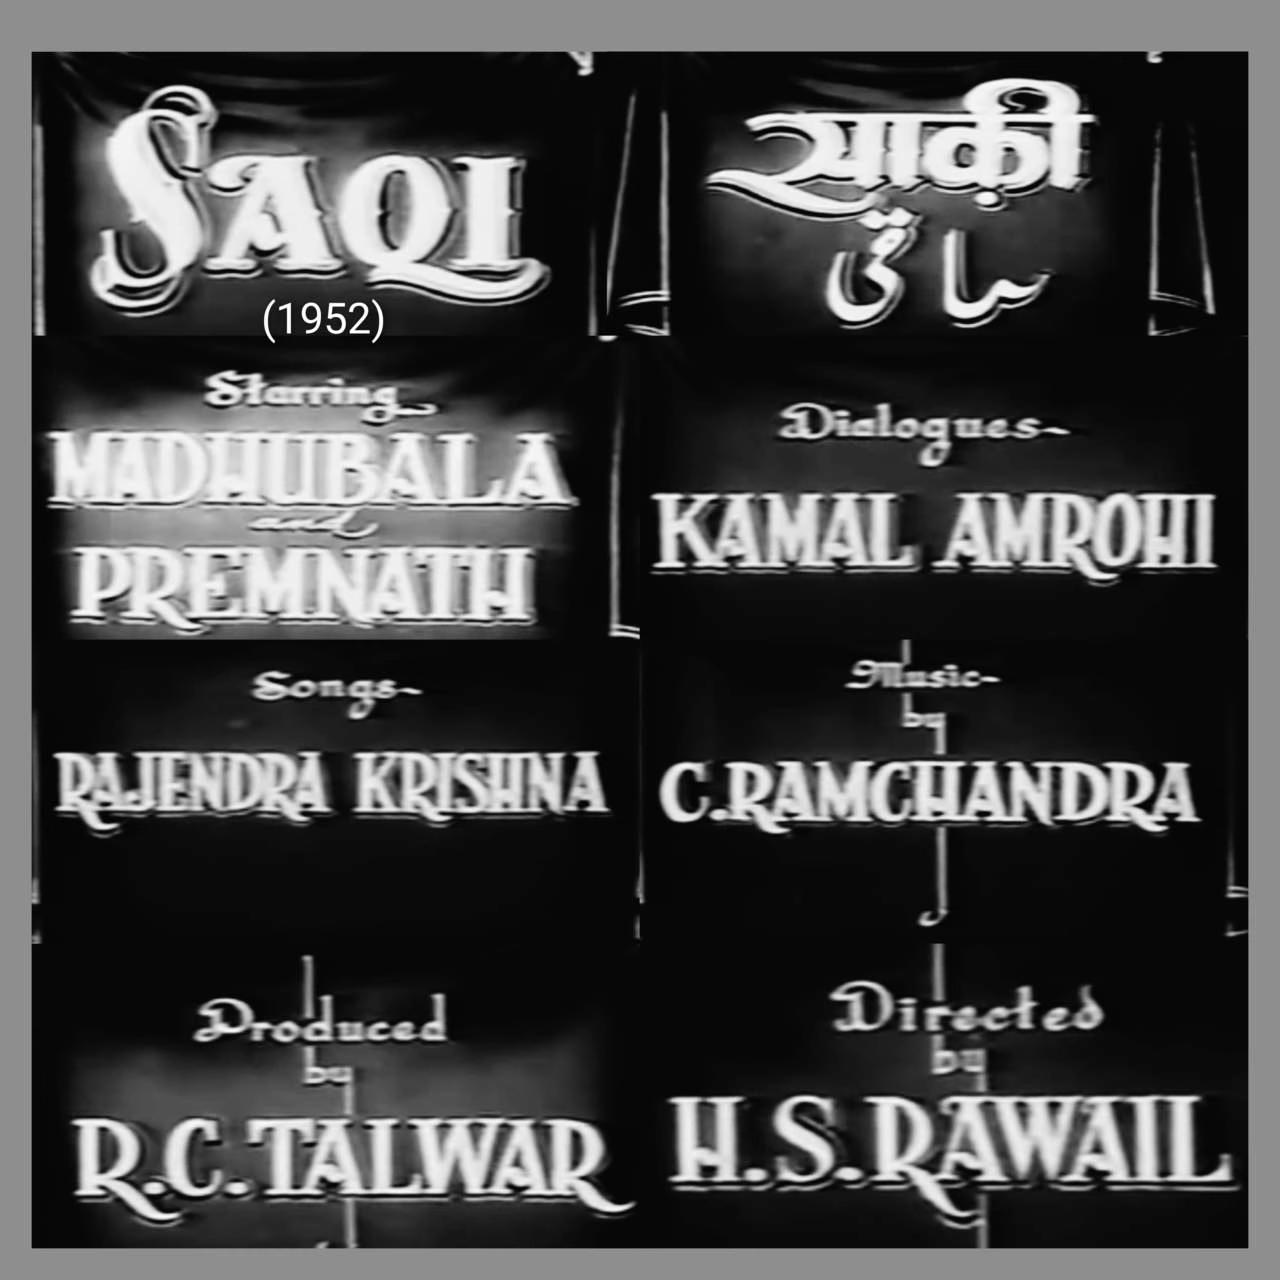 SAQI
(1952)
साक़ी
ساقی
Starring
MADHUBALA
and
PREMNATH
Dialogues-
KAMAL AMROHI
Songs-
RAJENDRA KRISHNA
Music-
by
C.RAMCHANDRA
Produced
by
R.C.TALWAR
Directed
by
H.S.RAWAIL